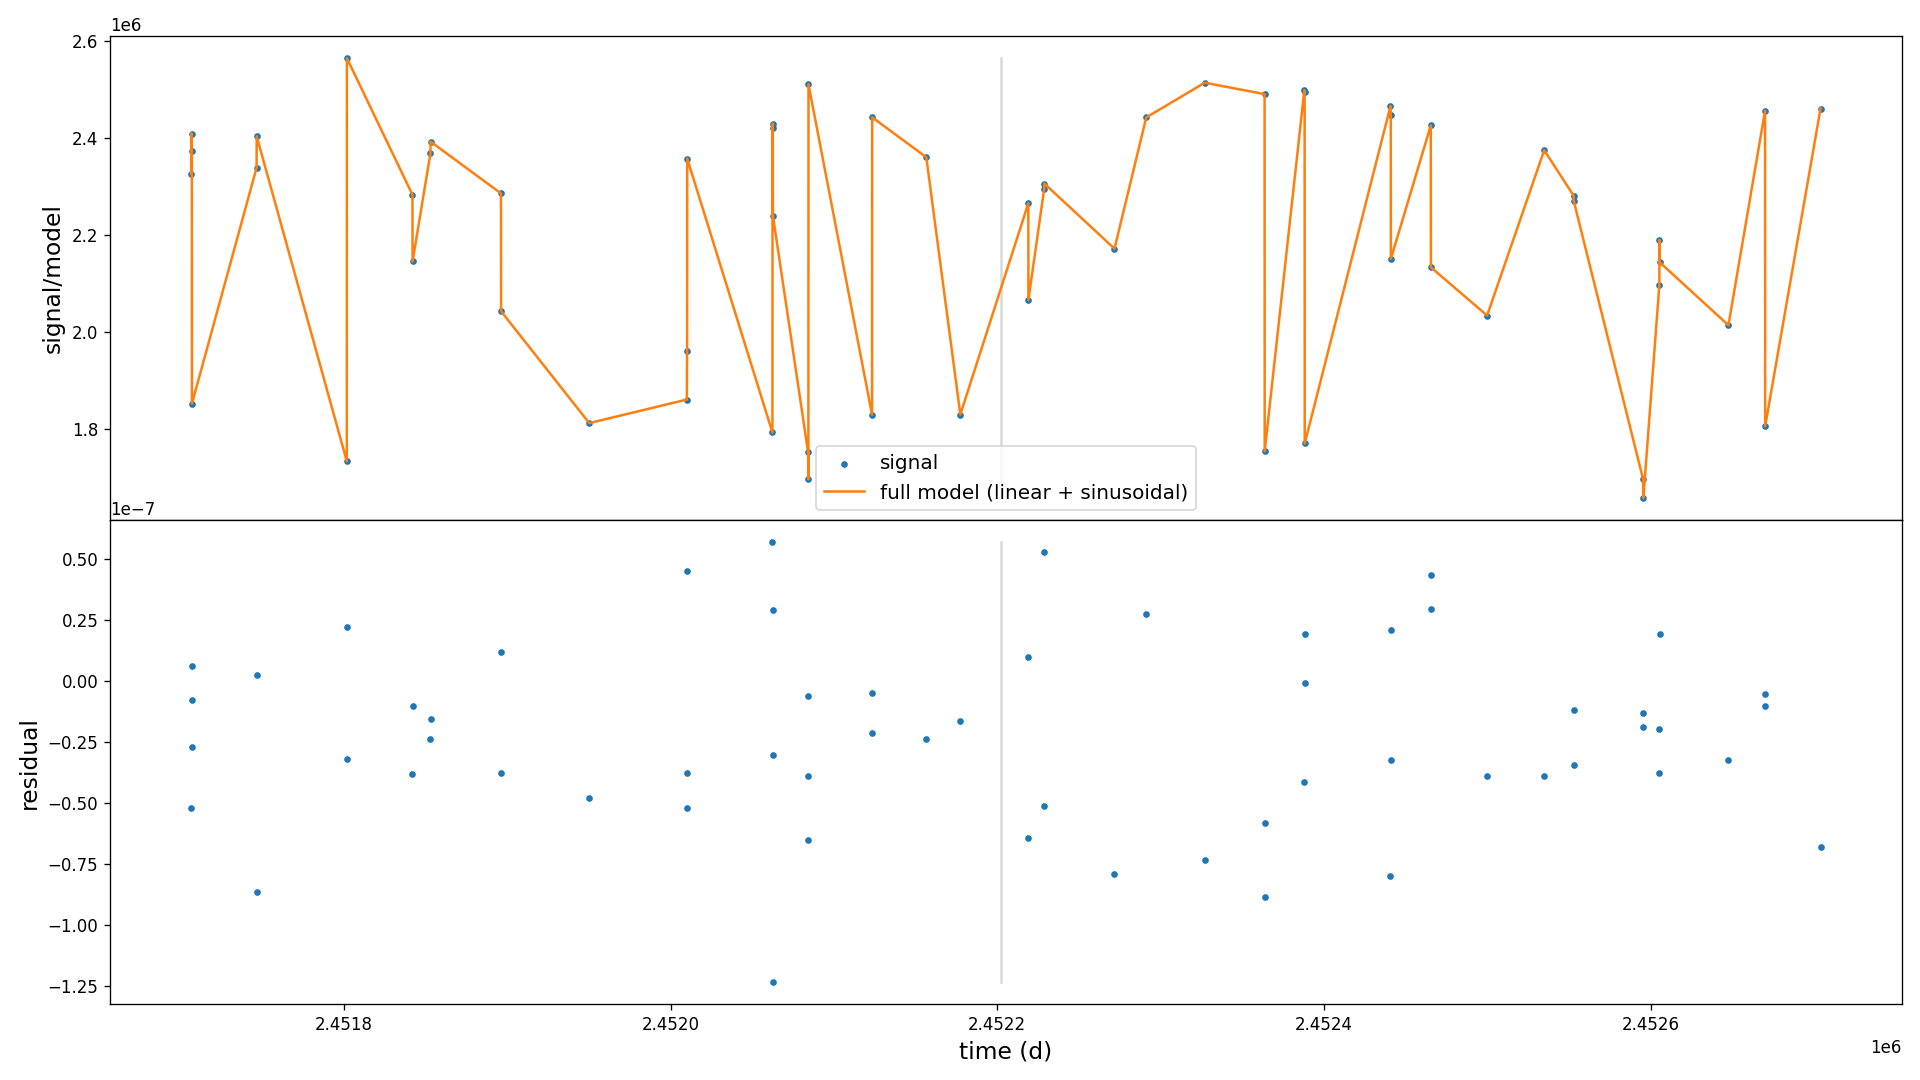 1e6
2.6
2.4
2.2
2.0
1.8
signal/model
signal
full model (linear + sinusoidal)
1e−7
0.50
0.25
0.00
−0.25
−0.50
−0.75
−1.00
−1.25
residual
2.4518
2.4520
2.4522
2.4524
2.4526
time (d)
1e6